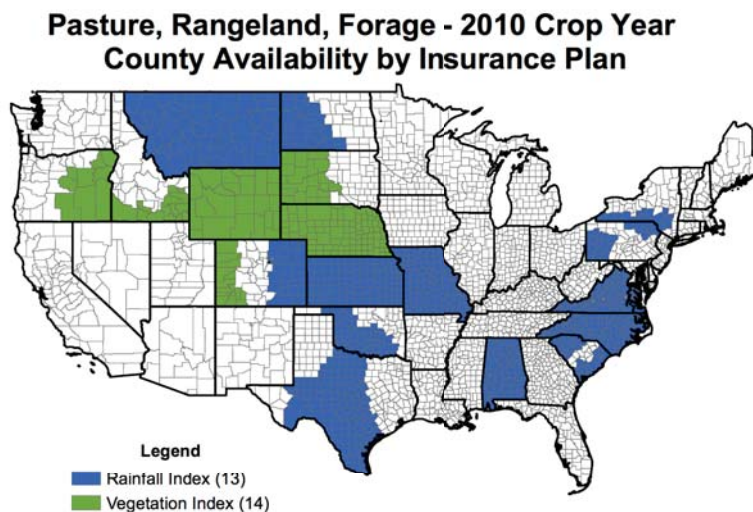 Pasture, Rangeland, Forage - 2010 Crop Year
County Availability by Insurance Plan
Legend
Rainfall Index (13)
Vegetation Index (14)